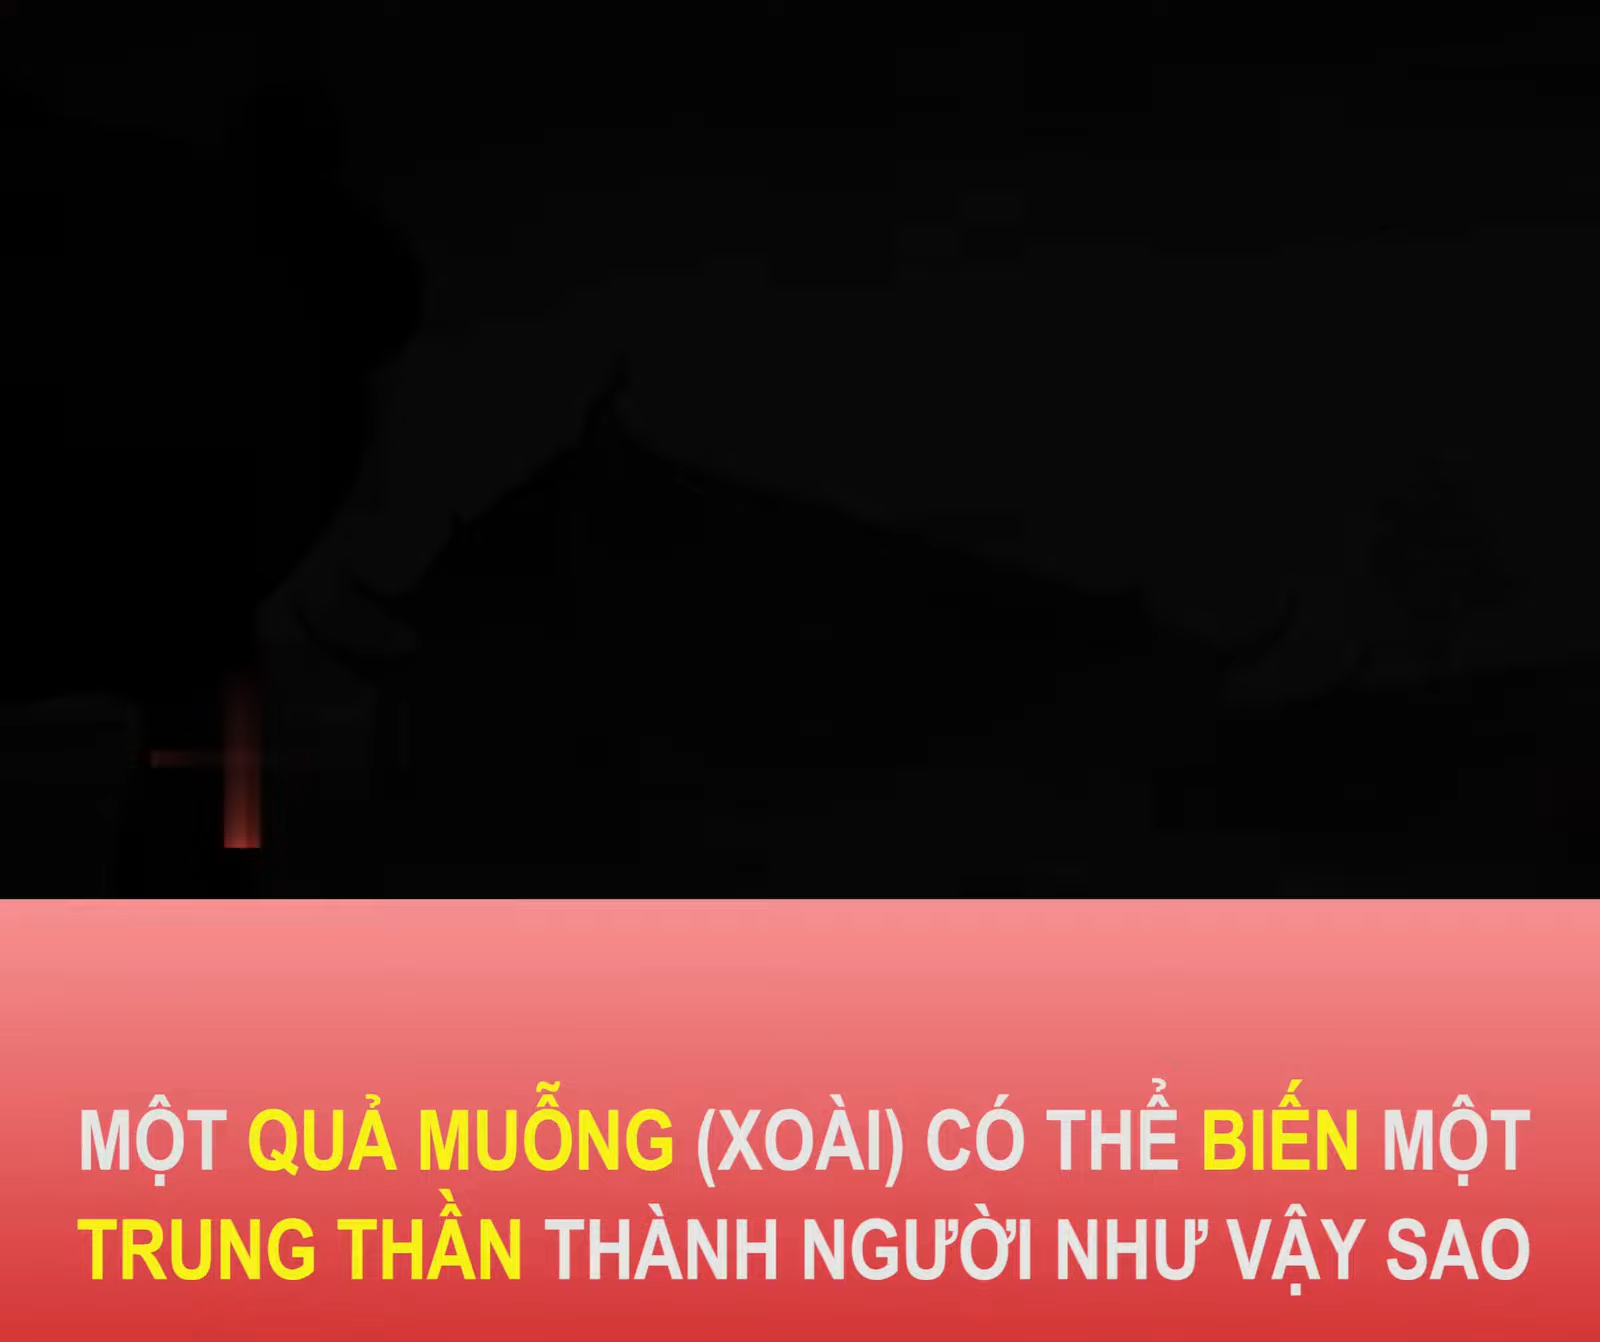 MỘT QUẢ MUỖNG (XOÀI) CÓ THỂ BIẾN MỘT
TRUNG THẦN THÀNH NGƯỜI NHƯ VẬY SAO